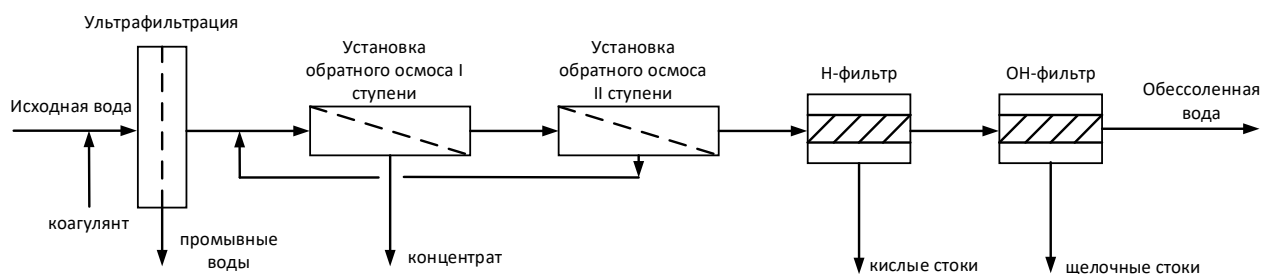 Ультрафильтрация
Исходная вода
коагулянт
промывные
воды
Установка
обратного осмоса I
ступени
концентрат
Установка
обратного осмоса
II ступени
Н-фильтр
кислые стоки
ОН-фильтр
щелочные стоки
Обессоленная
вода